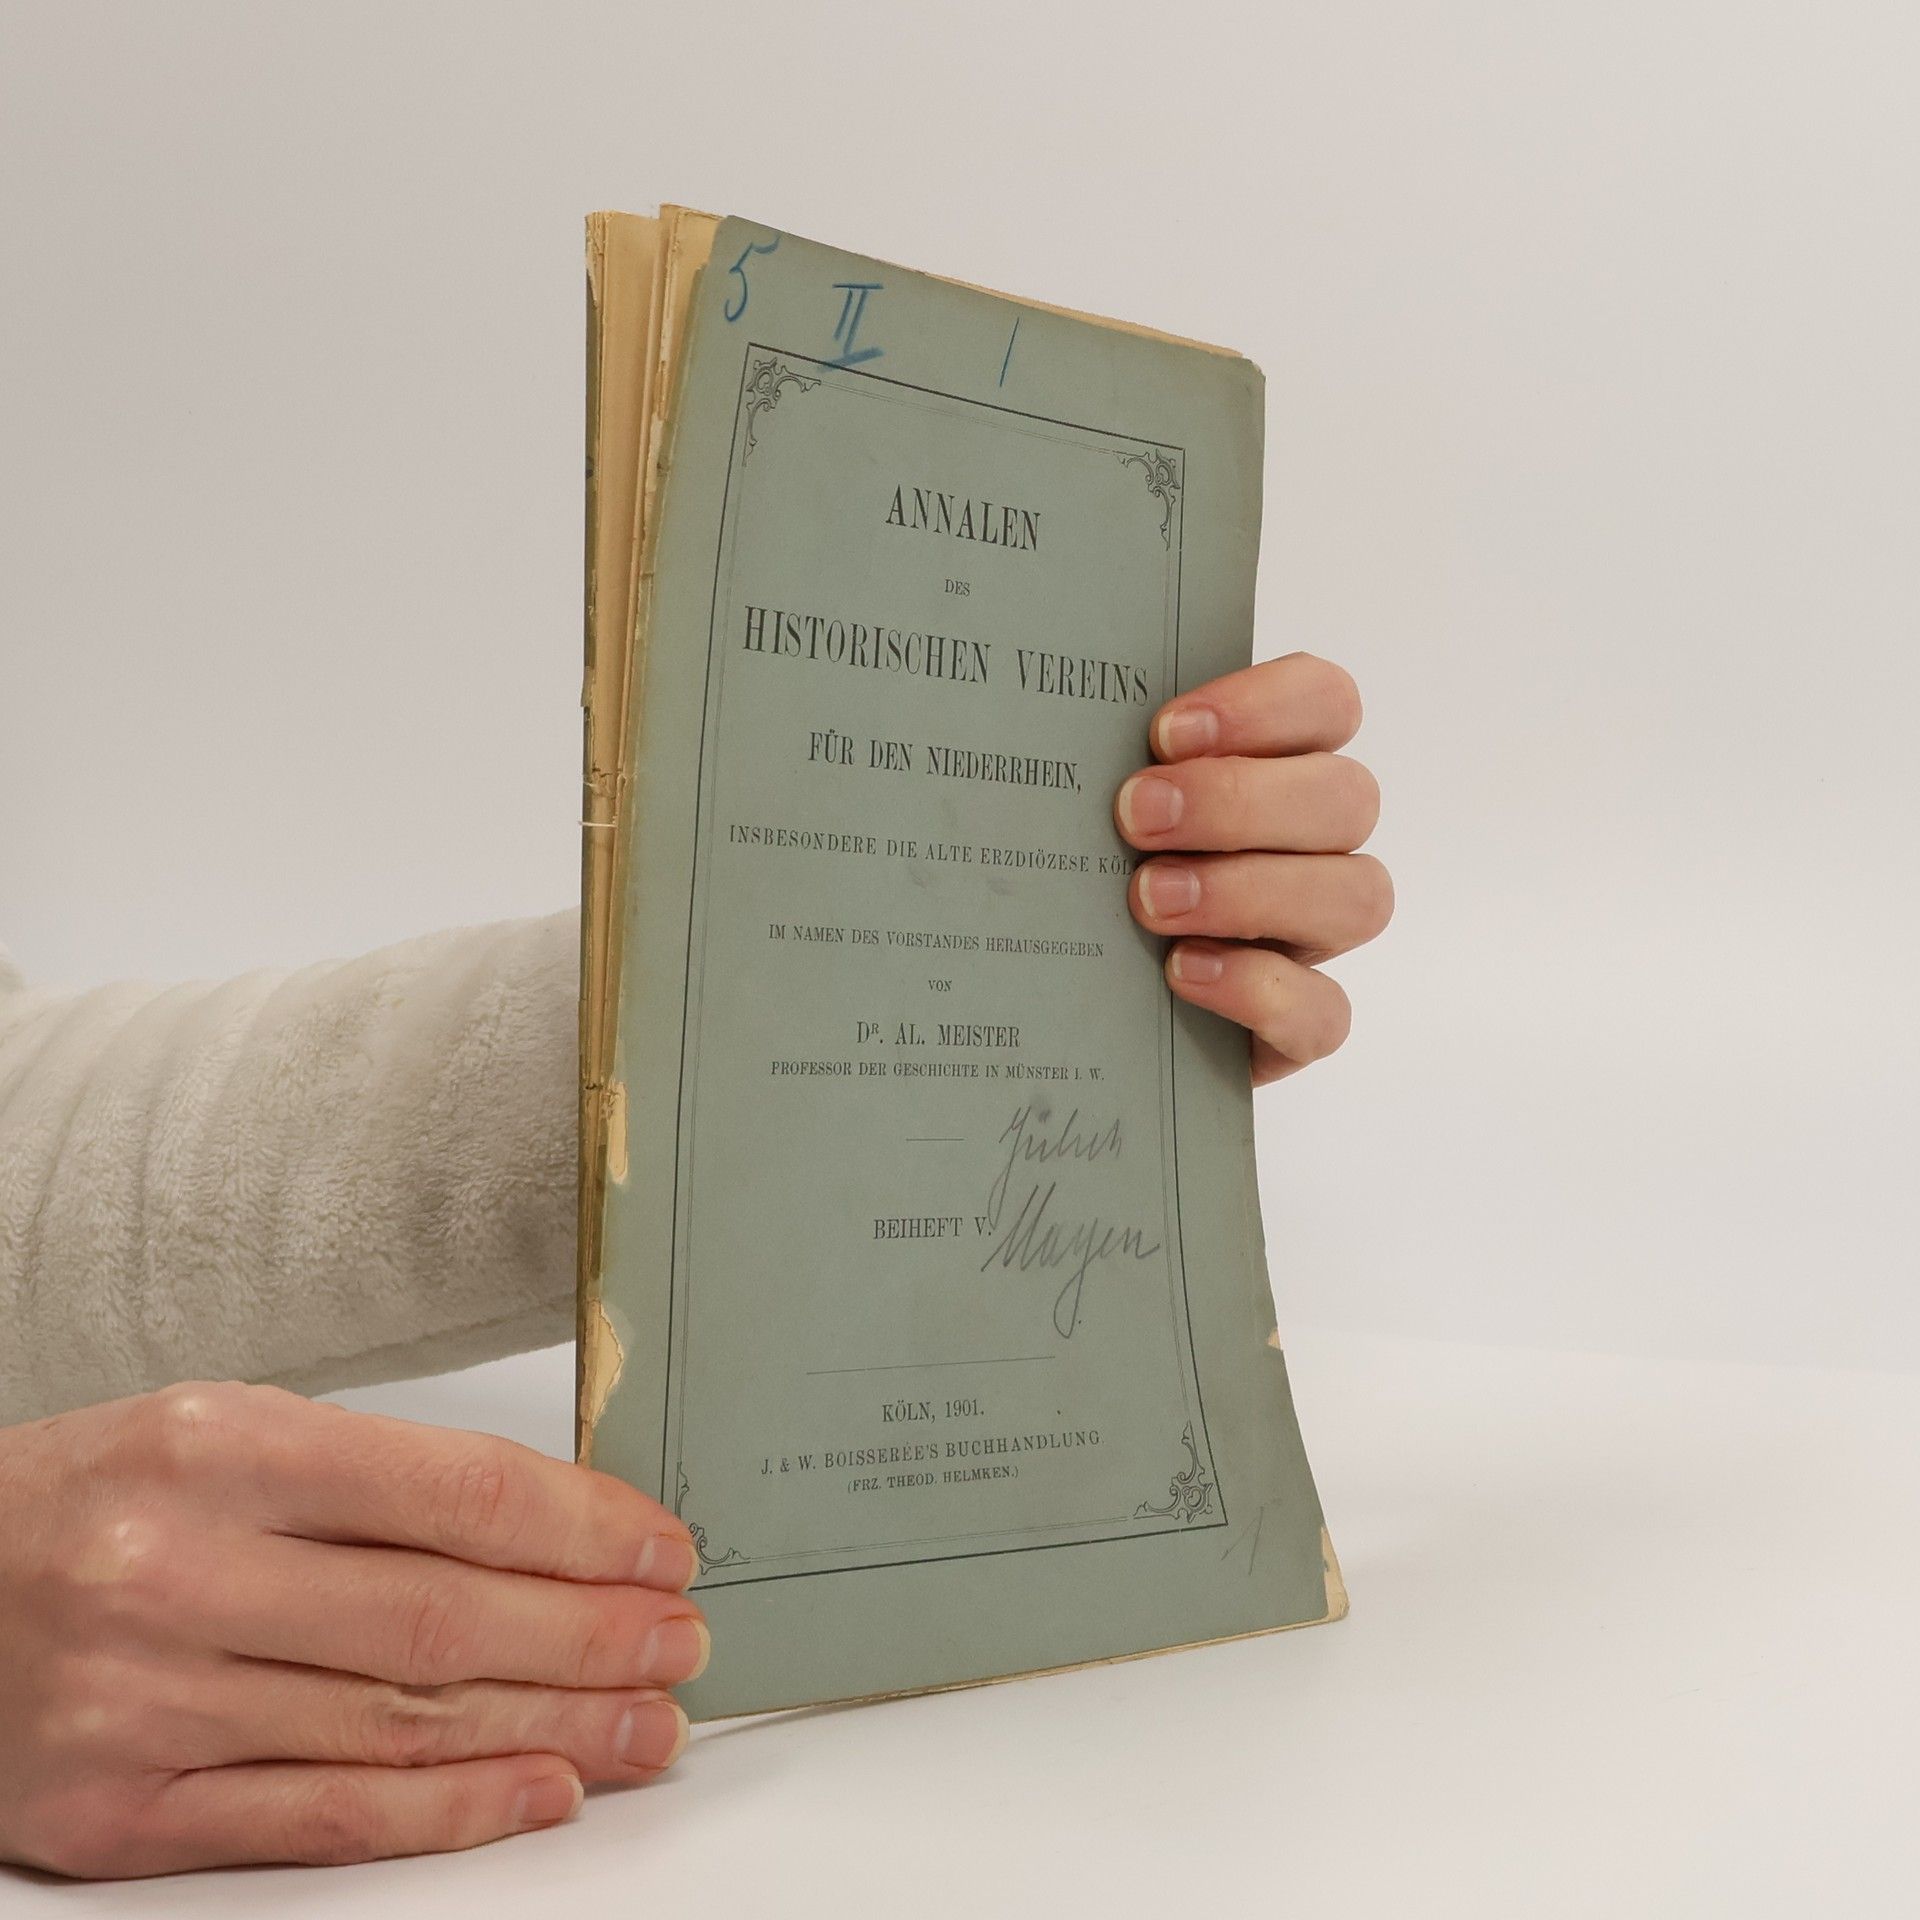 5 II 1
ANNALEN
DES
HISTORISCHEN VEREINS
FÜR DEN NIEDERRHEIN,
INSBESONDERE DIE ALTE ERZDIÖZESE KÖL
IM NAMEN DES VORSTANDES HERAUSGEGEBEN
VON
DR. AL. MEISTER
PROFESSOR DER GESCHICHTE IN MÜNSTER I. W.
Jülich
BEIHEFT V. Mayen
KÖLN, 1901.
J. & W. BOISSERÉE'S BUCHHANDLUNG.
(FRZ. THEOD. HELMKEN.)
1